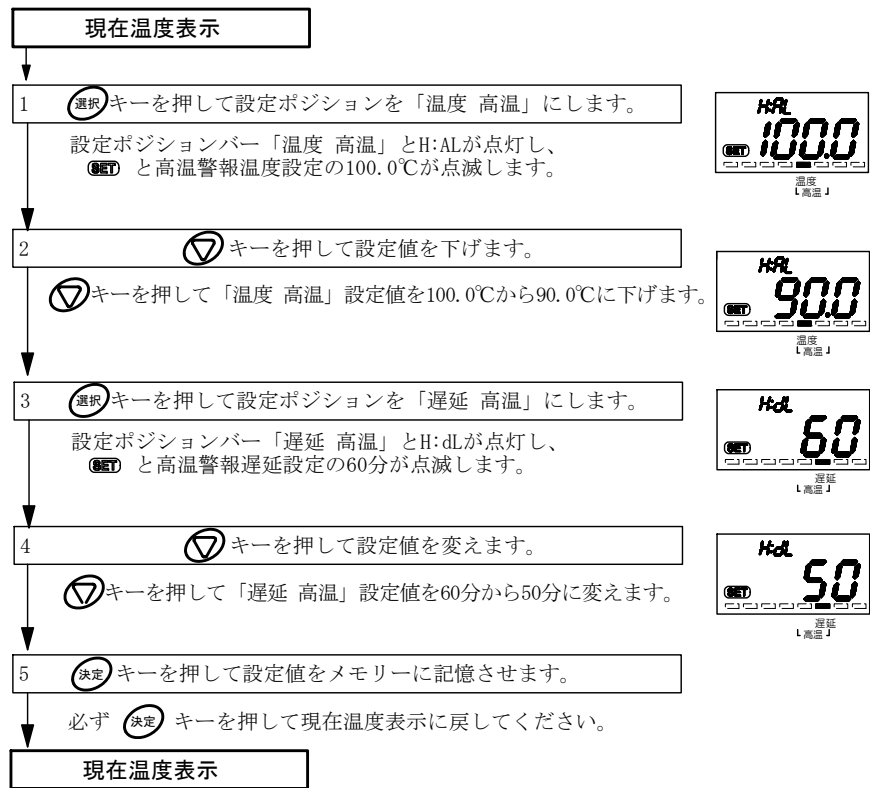 現在温度表示
1 選択キーを押して設定ポジションを「温度 高温」にします。
設定ポジションバー「温度 高温」とH:ALが点灯し、
SET と高温警報温度設定の100.0℃が点滅します。
H:AL
SET 100.0
温度
高温
2 ▽キーを押して設定値を下げます。
▽キーを押して「温度 高温」設定値を100.0℃から90.0℃に下げます。
H:AL
SET 90.0
温度
高温
3 選択キーを押して設定ポジションを「遅延 高温」にします。
設定ポジションバー「遅延 高温」とH:dLが点灯し、
SET と高温警報遅延設定の60分が点滅します。
H:dL
SET 60
遅延
高温
4 ▽キーを押して設定値を変えます。
▽キーを押して「遅延 高温」設定値を60分から50分に変えます。
H:dL
SET 50
遅延
高温
5 決定キーを押して設定値をメモリーに記憶させます。
必ず 決定 キーを押して現在温度表示に戻してください。
現在温度表示